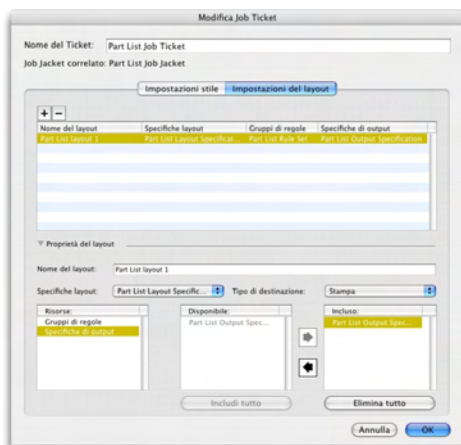 Modifica Job Ticket
Nome del Ticket: Part List Job Ticket
Job Jacket correlato: Part List Job Jacket
Impostazioni stile Impostazioni del layout
+ −
Nome del layout Specifiche layout Gruppi di regole Specifiche di output
Part List layout 1 Part List Layout Specificat... Part List Rule Set Part List Output Specification
Proprietà del layout
Nome del layout: Part List layout 1
Specifiche layout: Part List Layout Specific... Tipo di destinazione: Stampa
Risorse: Disponibile: Incluso:
Gruppi di regole Part List Output Spec... Part List Output Spec...
Specifiche di output
Includi tutto Elimina tutto
Annulla OK